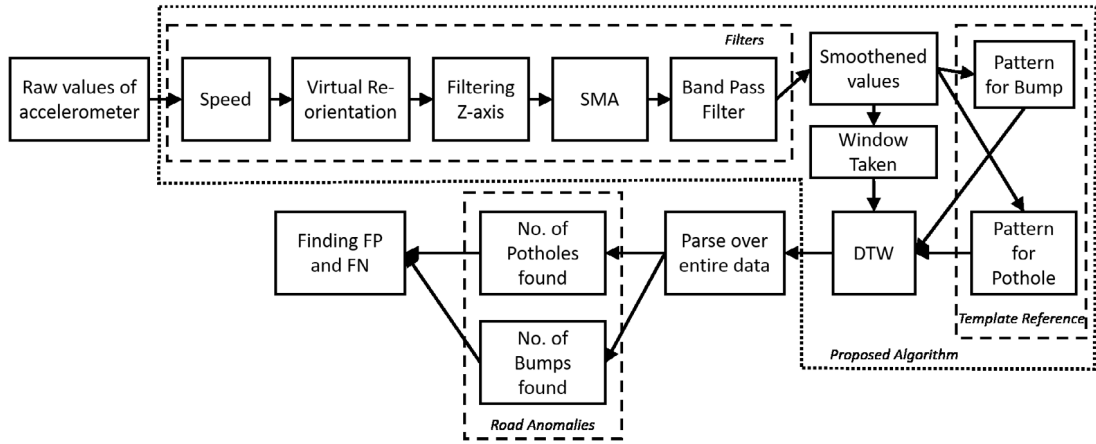 Filters
Raw values of
accelerometer
Speed
Virtual Re-
orientation
Filtering
Z-axis
SMA
Band Pass
Filter
Smoothened
values
Pattern
for Bump
Window
Taken
Finding FP
and FN
No. of
Potholes
found
Parse over
entire data
DTW
Pattern
for
Pothole
Template Reference
No. of
Bumps
found
Proposed Algorithm
Road Anomalies